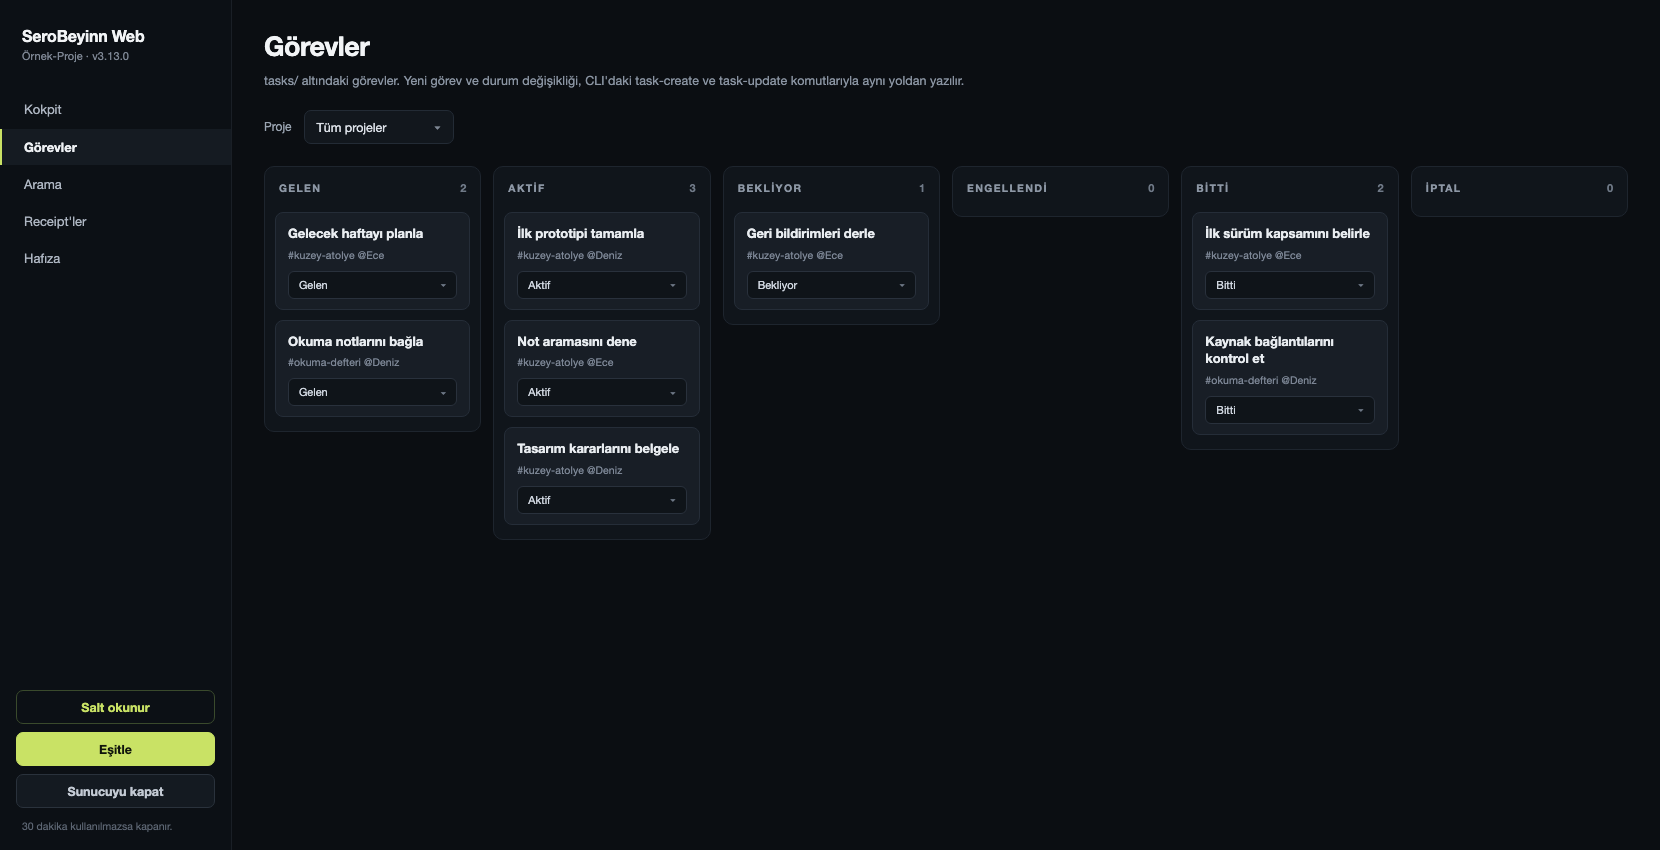 SeroBeyinn Web
Örnek-Proje · v3.13.0
Kokpit
Görevler
Arama
Receipt'ler
Hafıza
Salt okunur
Eşitle
Sunucuyu kapat
30 dakika kullanılmazsa kapanır.
Görevler
tasks/ altındaki görevler. Yeni görev ve durum değişikliği, CLI'daki task-create ve task-update komutlarıyla aynı yoldan yazılır.
Proje
Tüm projeler
GELEN 2
Gelecek haftayı planla
#kuzey-atolye @Ece
Gelen
Okuma notlarını bağla
#okuma-defteri @Deniz
Gelen
AKTİF 3
İlk prototipi tamamla
#kuzey-atolye @Deniz
Aktif
Not aramasını dene
#kuzey-atolye @Ece
Aktif
Tasarım kararlarını belgele
#kuzey-atolye @Deniz
Aktif
BEKLİYOR 1
Geri bildirimleri derle
#kuzey-atolye @Ece
Bekliyor
ENGELLENDİ 0
BİTTİ 2
İlk sürüm kapsamını belirle
#kuzey-atolye @Ece
Bitti
Kaynak bağlantılarını
kontrol et
#okuma-defteri @Deniz
Bitti
İPTAL 0